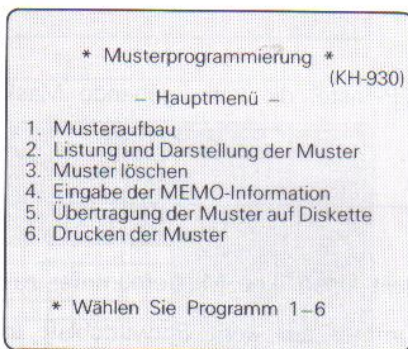 * Musterprogrammierung *
(KH-930)
– Hauptmenü –
1. Musteraufbau
2. Listung und Darstellung der Muster
3. Muster löschen
4. Eingabe der MEMO-Information
5. Übertragung der Muster auf Diskette
6. Drucken der Muster
* Wählen Sie Programm 1–6